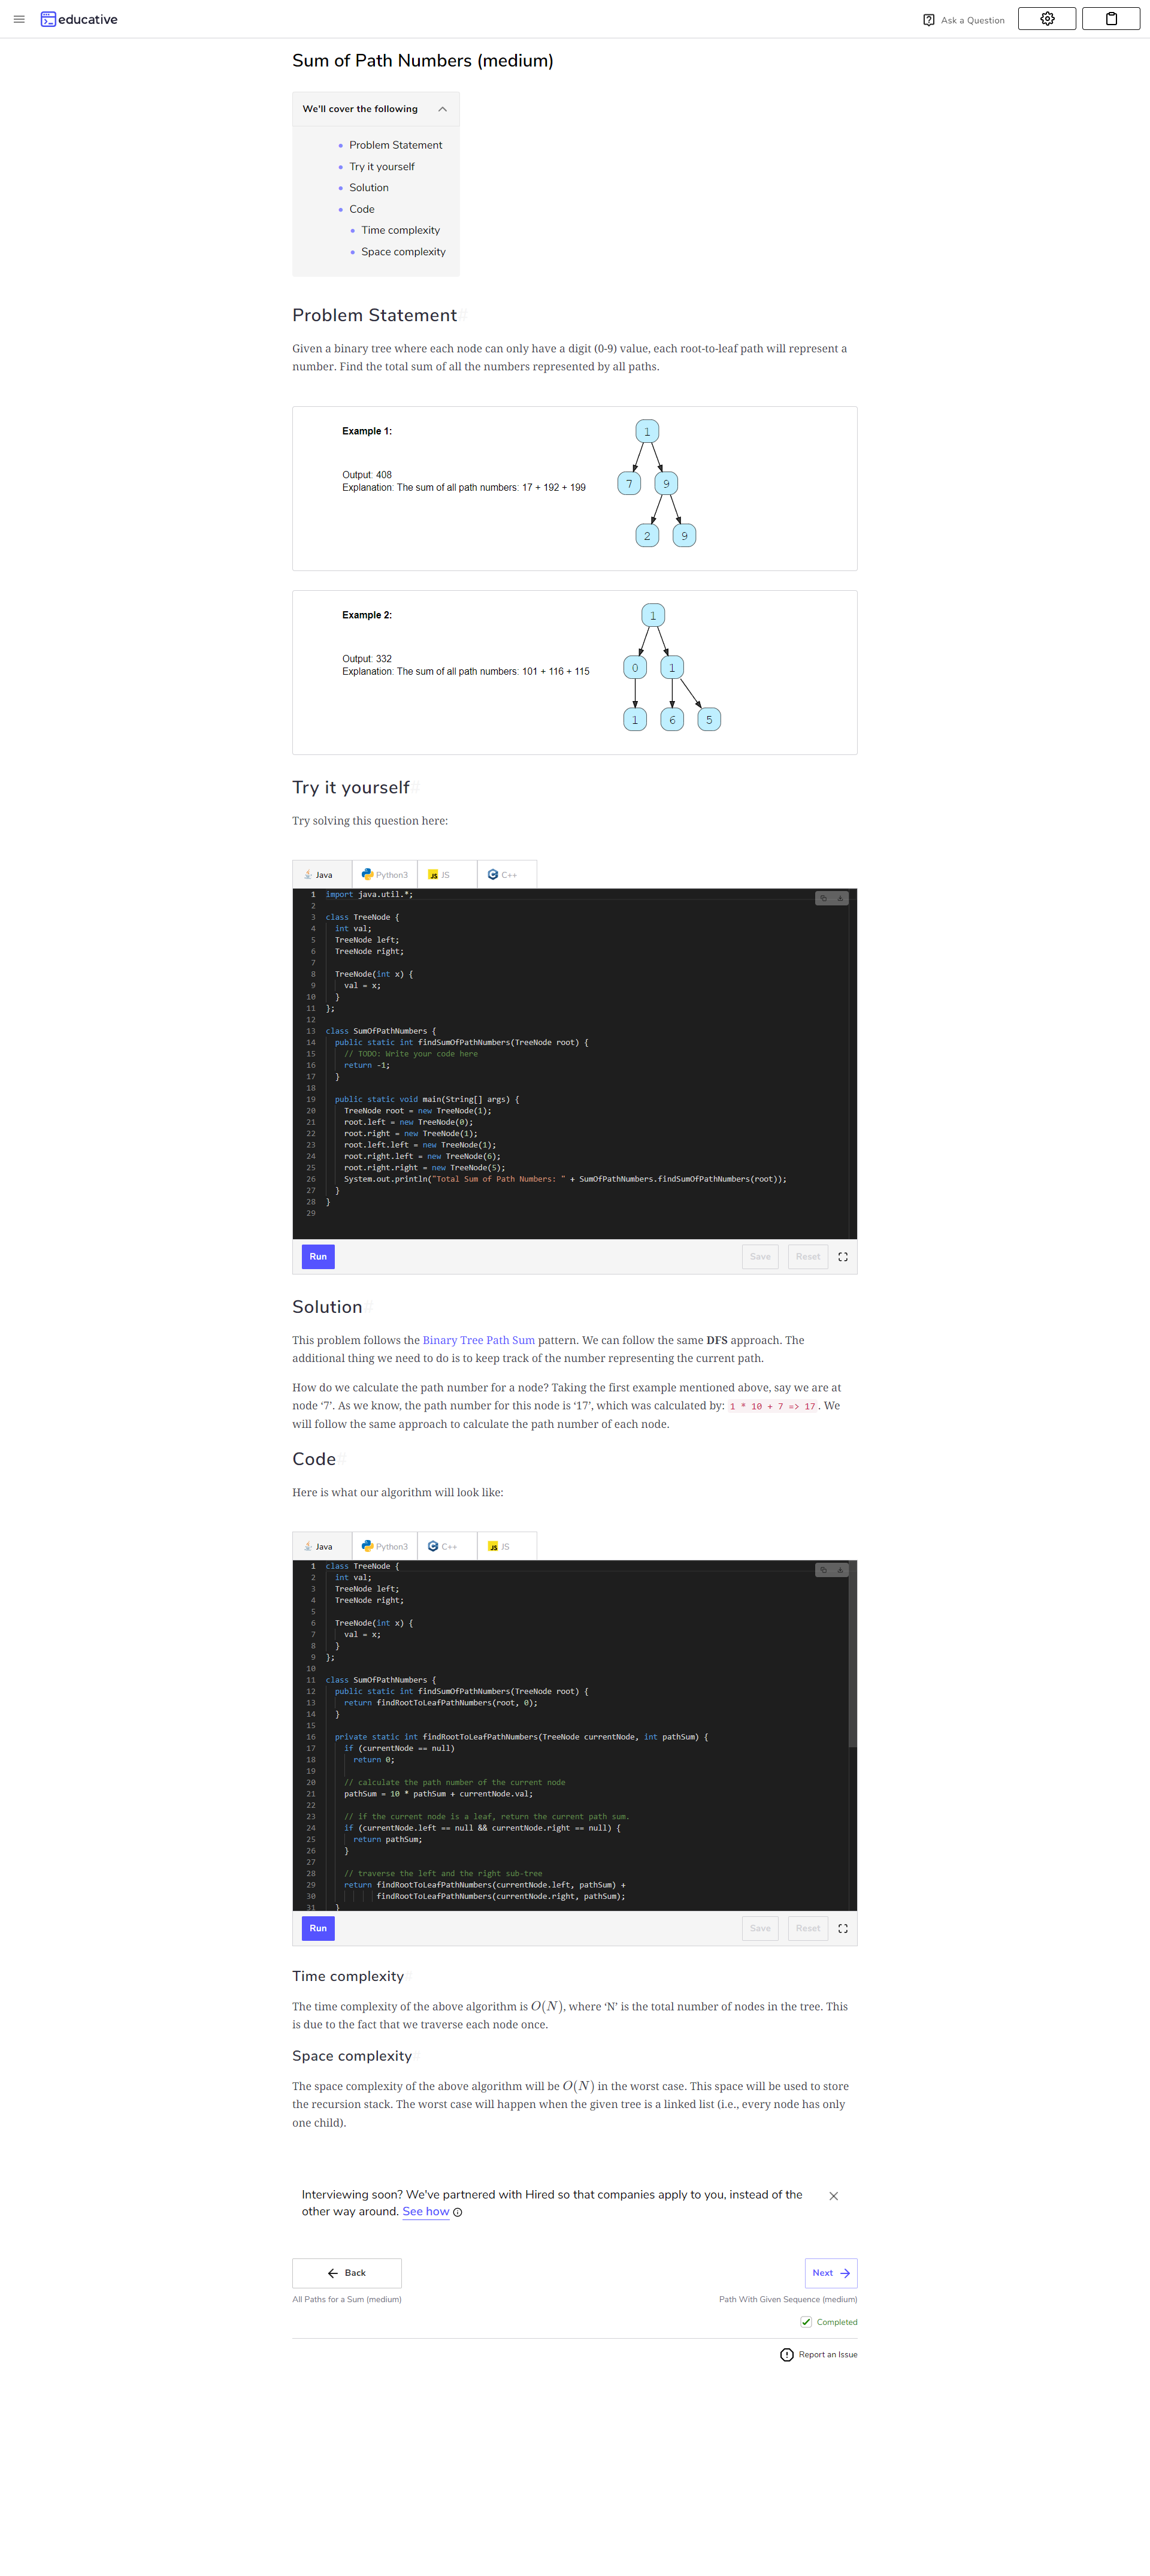 educative
Ask a Question
Sum of Path Numbers (medium)
We'll cover the following
Problem Statement
Try it yourself
Solution
Code
Time complexity
Space complexity
Problem Statement#
Given a binary tree where each node can only have a digit (0-9) value, each root-to-leaf path will represent a
number. Find the total sum of all the numbers represented by all paths.
Example 1:
Output: 408
Explanation: The sum of all path numbers: 17 + 192 + 199
1
7 9
2 9
Example 2:
Output: 332
Explanation: The sum of all path numbers: 101 + 116 + 115
1
0 1
1 6 5
Try it yourself#
Try solving this question here:
Java Python3 JS C++
1 import java.util.*;
2
3 class TreeNode {
4 int val;
5 TreeNode left;
6 TreeNode right;
7
8 TreeNode(int x) {
9 val = x;
10 }
11 };
12
13 class SumOfPathNumbers {
14 public static int findSumOfPathNumbers(TreeNode root) {
15 // TODO: Write your code here
16 return -1;
17 }
18
19 public static void main(String[] args) {
20 TreeNode root = new TreeNode(1);
21 root.left = new TreeNode(0);
22 root.right = new TreeNode(1);
23 root.left.left = new TreeNode(1);
24 root.right.left = new TreeNode(6);
25 root.right.right = new TreeNode(5);
26 System.out.println("Total Sum of Path Numbers: " + SumOfPathNumbers.findSumOfPathNumbers(root));
27 }
28 }
29
Run Save Reset
Solution#
This problem follows the Binary Tree Path Sum pattern. We can follow the same DFS approach. The
additional thing we need to do is to keep track of the number representing the current path.
How do we calculate the path number for a node? Taking the first example mentioned above, say we are at
node ‘7’. As we know, the path number for this node is ‘17’, which was calculated by: 1 * 10 + 7 => 17. We
will follow the same approach to calculate the path number of each node.
Code#
Here is what our algorithm will look like:
Java Python3 C++ JS
1 class TreeNode {
2 int val;
3 TreeNode left;
4 TreeNode right;
5
6 TreeNode(int x) {
7 val = x;
8 }
9 };
10
11 class SumOfPathNumbers {
12 public static int findSumOfPathNumbers(TreeNode root) {
13 return findRootToLeafPathNumbers(root, 0);
14 }
15
16 private static int findRootToLeafPathNumbers(TreeNode currentNode, int pathSum) {
17 if (currentNode == null)
18 return 0;
19
20 // calculate the path number of the current node
21 pathSum = 10 * pathSum + currentNode.val;
22
23 // if the current node is a leaf, return the current path sum.
24 if (currentNode.left == null && currentNode.right == null) {
25 return pathSum;
26 }
27
28 // traverse the left and the right sub-tree
29 return findRootToLeafPathNumbers(currentNode.left, pathSum) +
30 findRootToLeafPathNumbers(currentNode.right, pathSum);
31 }
Run Save Reset
Time complexity#
The time complexity of the above algorithm is O(N), where ‘N’ is the total number of nodes in the tree. This
is due to the fact that we traverse each node once.
Space complexity#
The space complexity of the above algorithm will be O(N) in the worst case. This space will be used to store
the recursion stack. The worst case will happen when the given tree is a linked list (i.e., every node has only
one child).
Interviewing soon? We've partnered with Hired so that companies apply to you, instead of the
other way around. See how
Back Next
All Paths for a Sum (medium) Path With Given Sequence (medium)
Completed
Report an Issue